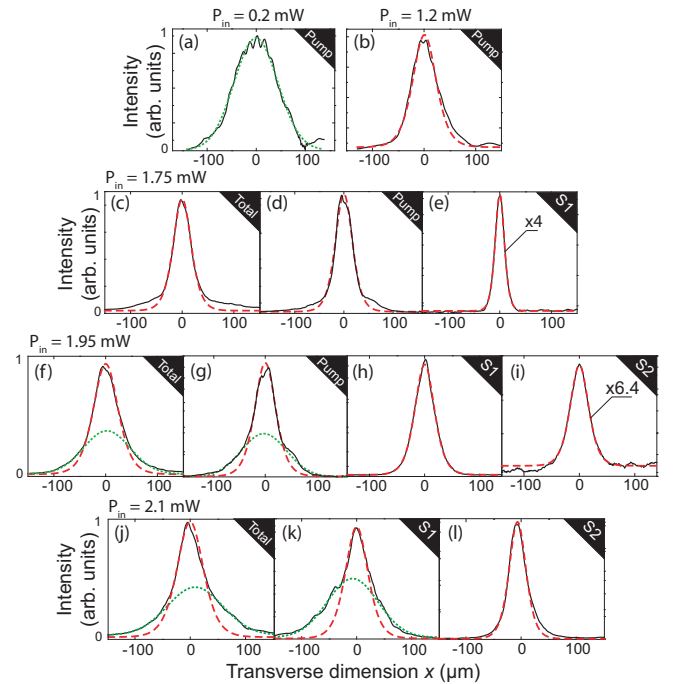 P_in = 0.2 mW P_in = 1.2 mW
(a) Pump (b) Pump
Intensity
(arb. units)
1
0
-100 0 100 -100 0 100
P_in = 1.75 mW
(c) Total (d) Pump (e) S1
x4
Intensity
(arb. units)
1
0
-100 0 100 -100 0 100 -100 0 100
P_in = 1.95 mW
(f) Total (g) Pump (h) S1 (i) S2
x6.4
Intensity
(arb. units)
1
0
-100 0 100 -100 0 100 -100 0 100 -100 0 100
P_in = 2.1 mW
(j) Total (k) S1 (l) S2
Intensity
(arb. units)
1
0
-100 0 100 -100 0 100 -100 0 100
Transverse dimension x (μm)